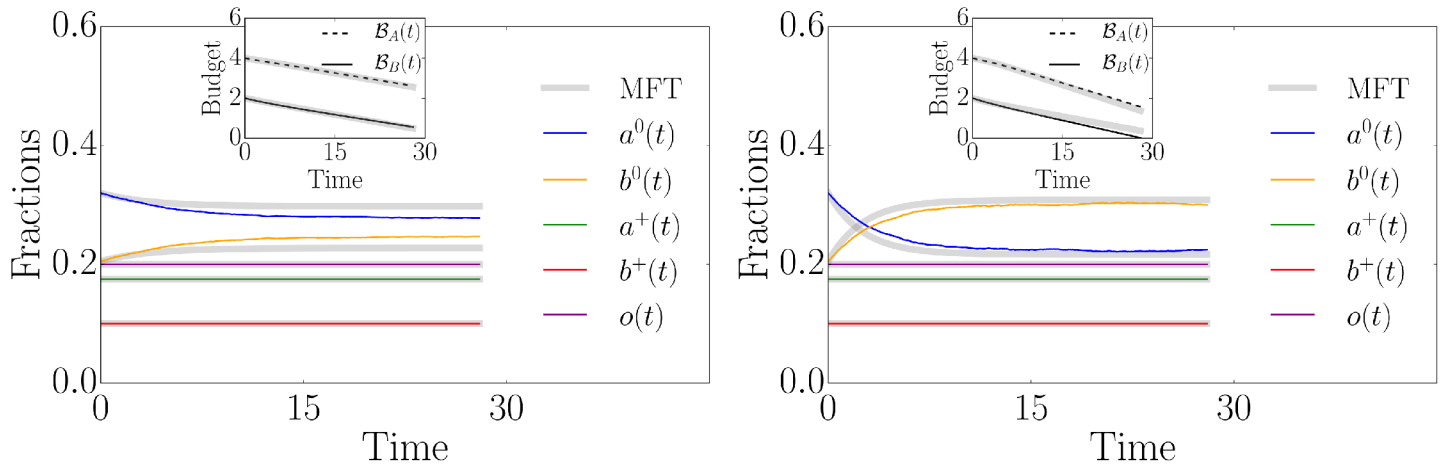 0.6
0.4
0.2
0.0
Fractions
0 15 30
Time
6
4
2
0
Budget
0 15 30
Time
𝓑_A(t)
𝓑_B(t)
MFT
a⁰(t)
b⁰(t)
a⁺(t)
b⁺(t)
o(t)
0.6
0.4
0.2
0.0
Fractions
0 15 30
Time
6
4
2
0
Budget
0 15 30
Time
𝓑_A(t)
𝓑_B(t)
MFT
a⁰(t)
b⁰(t)
a⁺(t)
b⁺(t)
o(t)